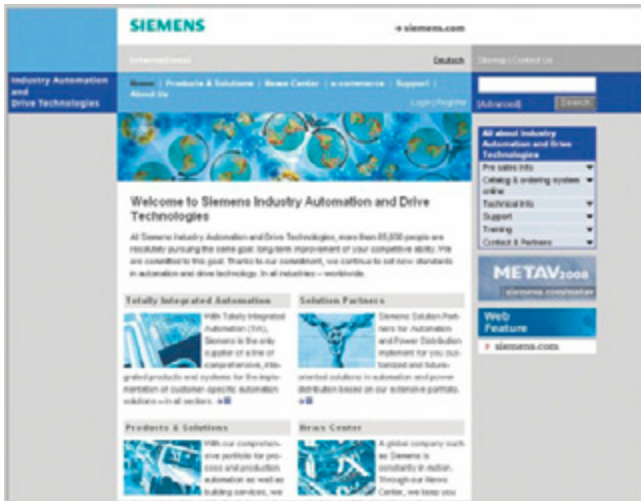 SIEMENS
siemens.com
International
Deutsch
Sitemap | Contact Us
Industry Automation
and
Drive Technologies
Home | Products & Solutions | News Center | e-commerce | Support |
About Us
Login | Register
[Advanced]
Search
All about Industry
Automation and Drive
Technologies
Pre sales info
Catalog & ordering system
online
Technical Info
Support
Training
Contact & Partners
METAV2008
siemens.com/metav
Web
Feature
siemens.com
Welcome to Siemens Industry Automation and Drive
Technologies
At Siemens Industry Automation and Drive Technologies, more than 85,000 people are
resolutely pursuing the same goal: long-term improvement of your competitive ability. We
are committed to this goal. Thanks to our commitment, we continue to set new standards
in automation and drive technology. In all industries – worldwide.
Totally Integrated Automation
With Totally Integrated
Automation (TIA),
Siemens is the only
supplier of a line of
comprehensive, inte-
grated products and systems for the imple-
mentation of customer-specific automation
solutions – in all sectors.
Solution Partners
Siemens Solution Part-
ners for Automation
and Power Distribution
implement for you cus-
tomized and future-
oriented solutions in automation and power
distribution based on our extensive portfolio.
Products & Solutions
With our comprehen-
sive portfolio for pro-
cess and production
automation as well as
building services, we
News Center
A global company such
as Siemens is
constantly in motion.
Through our News
Center, we keep you